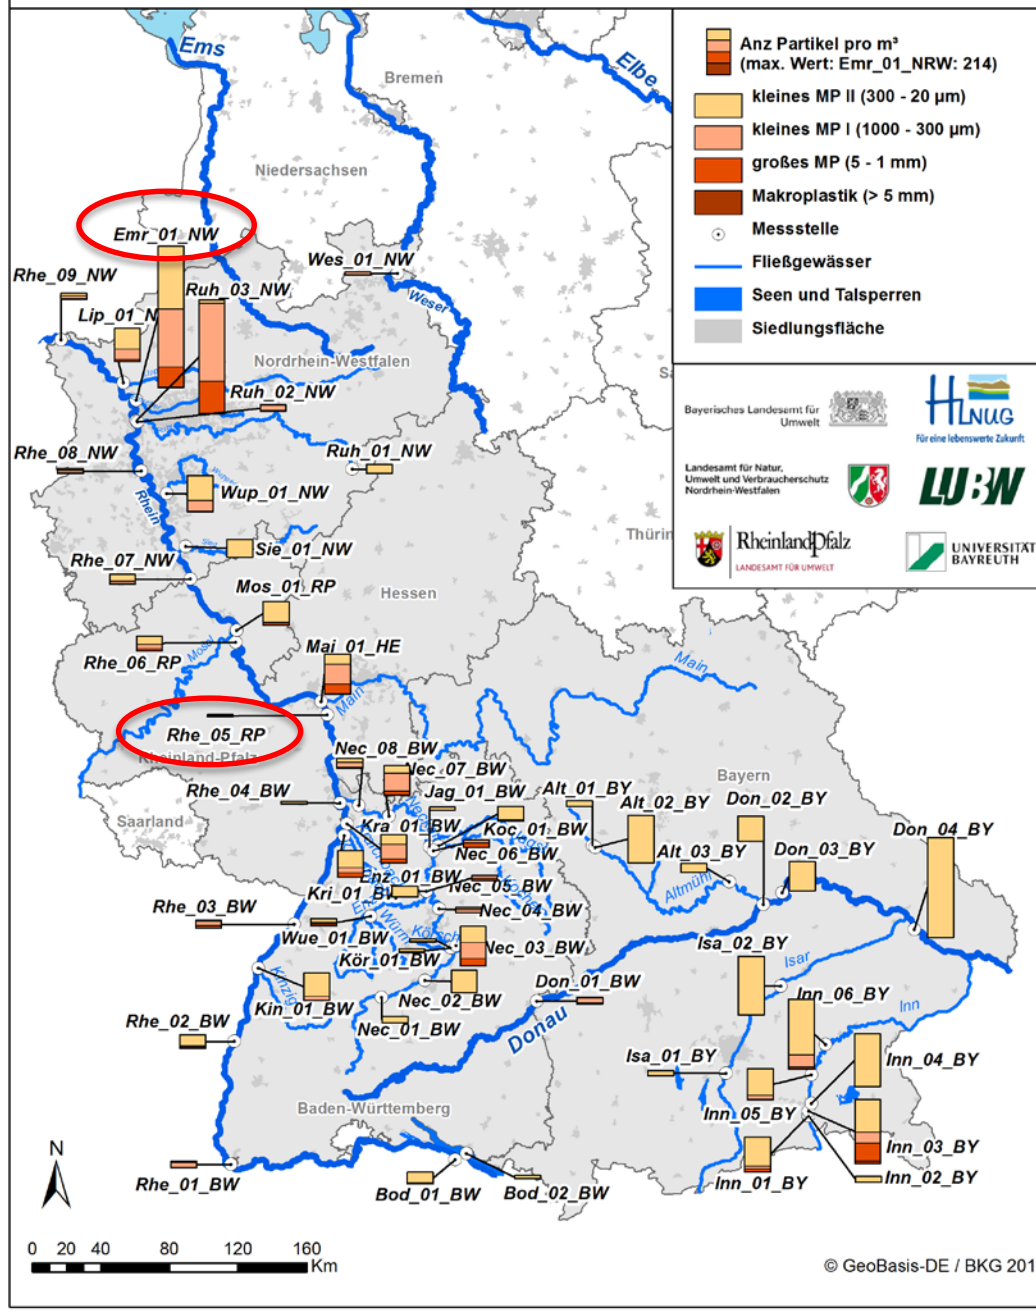 Ems
Elbe
Bremen
Niedersachsen
Anz Partikel pro m³
(max. Wert: Emr_01_NRW: 214)
kleines MP II (300 - 20 µm)
kleines MP I (1000 - 300 µm)
großes MP (5 - 1 mm)
Makroplastik (> 5 mm)
Messstelle
Fließgewässer
Seen und Talsperren
Siedlungsfläche
Emr_01_NW
Wes_01_NW
Rhe_09_NW
Ruh_03_NW
Weser
Lip_01_N
Nordrhein-Westfalen
Ruh_02_NW
Rhe_08_NW
Ruh_01_NW
Wup_01_NW
Rhein
Sieg
Sie_01_NW
Rhe_07_NW
Mos_01_RP
Hessen
Thürin
Bayerisches Landesamt für
Umwelt
HLNUG
Für eine lebenswerte Zukunft
Landesamt für Natur,
Umwelt und Verbraucherschutz
Nordrhein-Westfalen
LUBW
RheinlandPfalz
LANDESAMT FÜR UMWELT
UNIVERSITÄT
BAYREUTH
Mosel
Rhe_06_RP
Mai_01_HE
Main
Main
Rhe_05_RP
Rheinland-Pfalz
Nec_08_BW
Nec_07_BW
Bayern
Rhe_04_BW
Jag_01_BW
Alt_01_BY
Alt_02_BY
Don_02_BY
Saarland
Kra_01_BW
Koc_01_BW
Don_04_BY
Nec_06_BW
Alt_03_BY
Don_03_BY
Enz_01_BW
Nec_05_BW
Kri_01_BW
Altmühl
Kocher
Rhe_03_BW
Nec_04_BW
Würm
Wue_01_BW
Körsch
Nec_03_BW
Isa_02_BY
Kör_01_BW
Isar
Kinzig
Kin_01_BW
Nec_02_BW
Don_01_BW
Inn_06_BY
Inn
Nec_01_BW
Donau
Rhe_02_BW
Isa_01_BY
Inn_04_BY
Baden-Württemberg
Inn_05_BY
Inn_03_BY
Rhe_01_BW
Bod_01_BW
Bod_02_BW
Inn_01_BY
Inn_02_BY
N
0 20 40 80 120 160
Km
© GeoBasis-DE / BKG 201